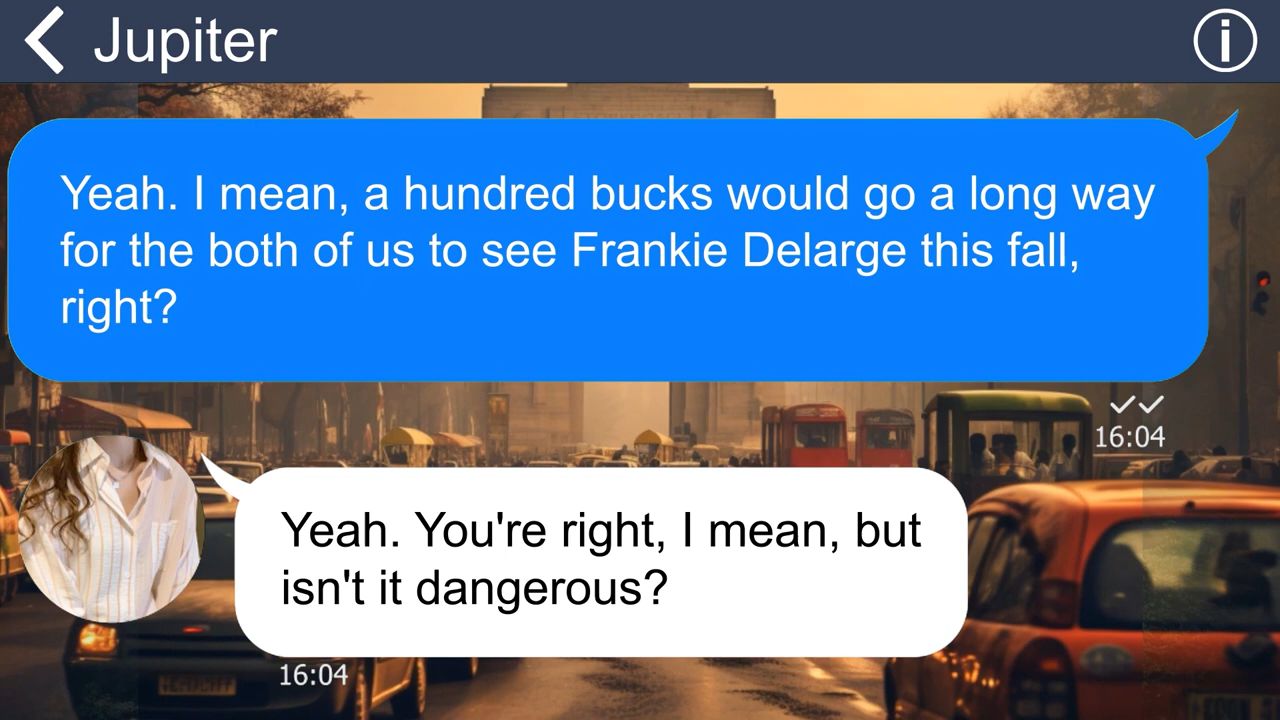 Jupiter
Yeah. I mean, a hundred bucks would go a long way
for the both of us to see Frankie Delarge this fall,
right?
16:04
Yeah. You're right, I mean, but
isn't it dangerous?
16:04